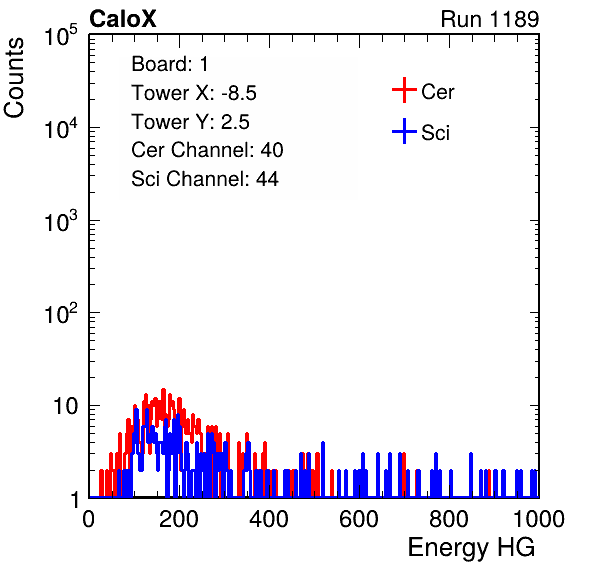 CaloX Run 1189
Counts
10^5
10^4
10^3
10^2
10
1
Board: 1
Tower X: -8.5
Tower Y: 2.5
Cer Channel: 40
Sci Channel: 44
Cer
Sci
0 200 400 600 800 1000
Energy HG